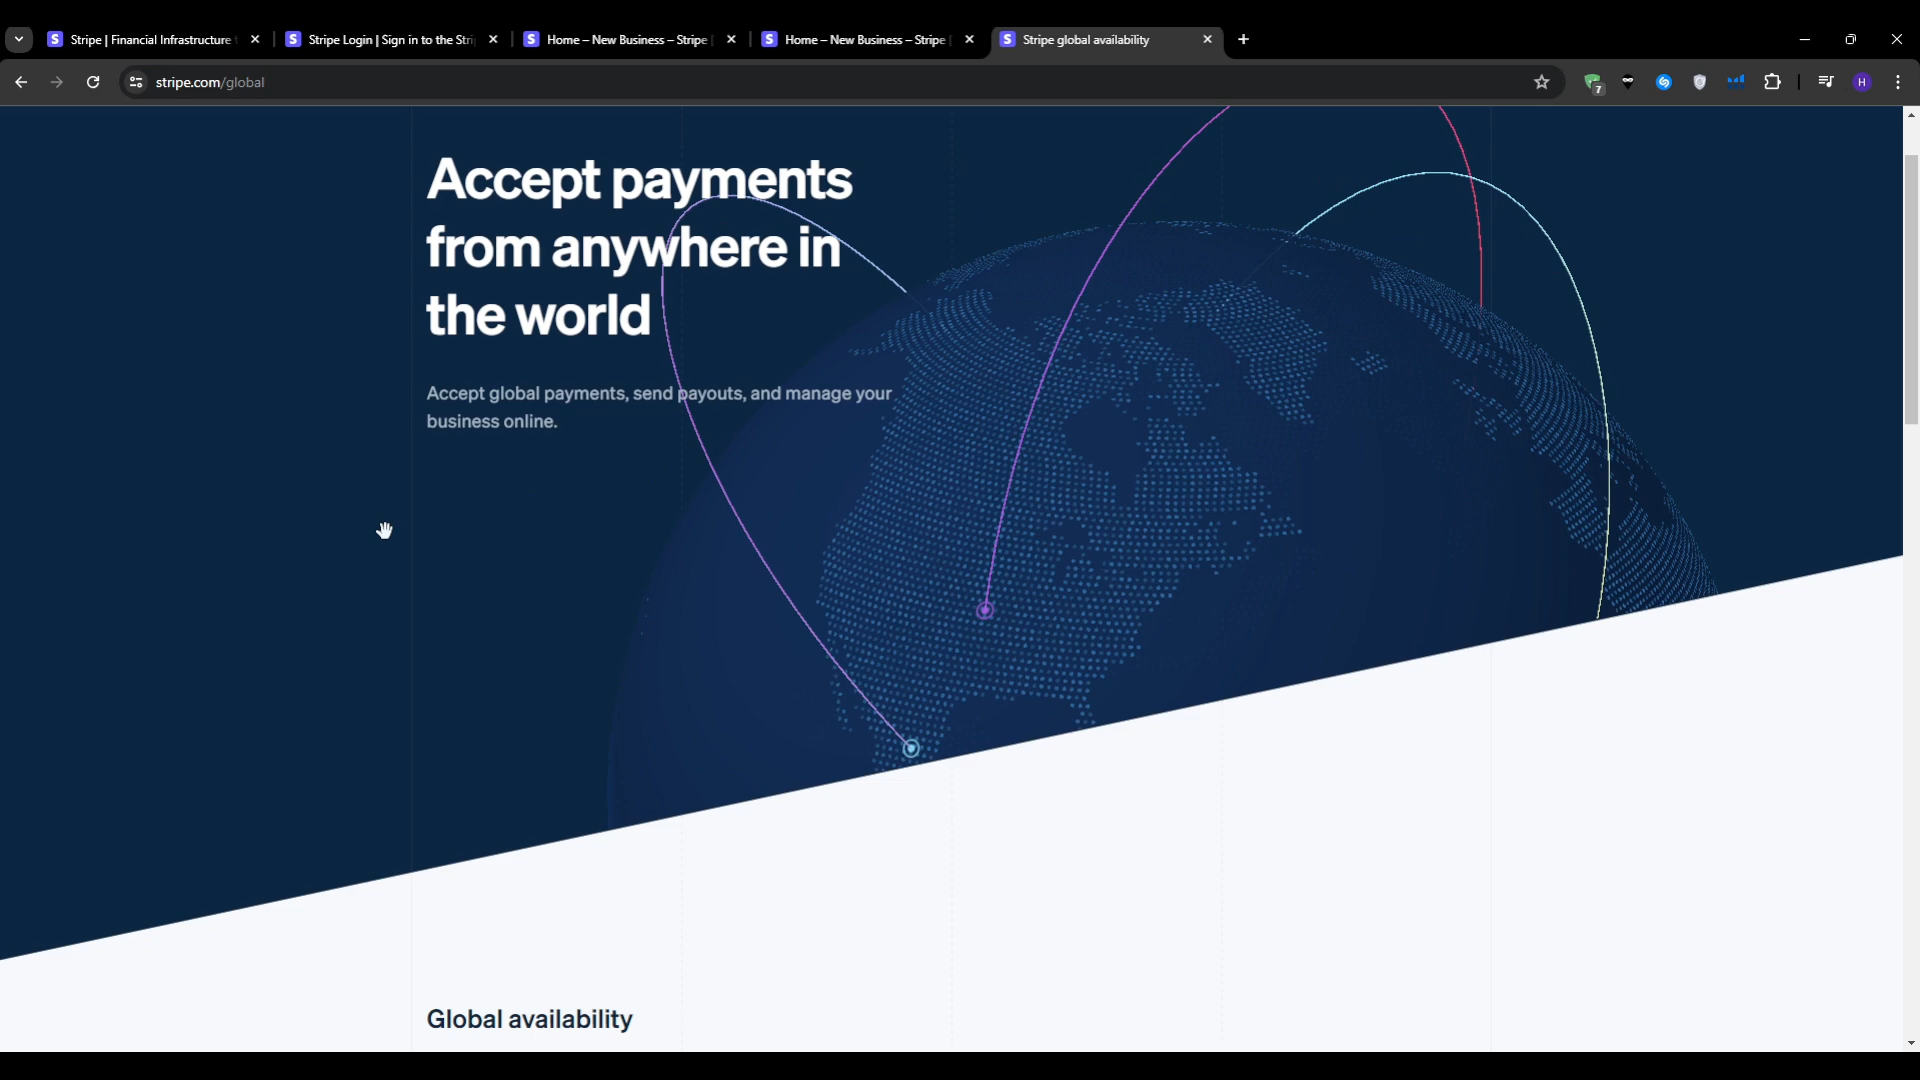 Stripe | Financial Infrastructure
Stripe Login | Sign in to the Stri
Home – New Business – Stripe
Home – New Business – Stripe
Stripe global availability
stripe.com/global
7
H
Accept payments
from anywhere in
the world
Accept global payments, send payouts, and manage your
business online.
Global availability